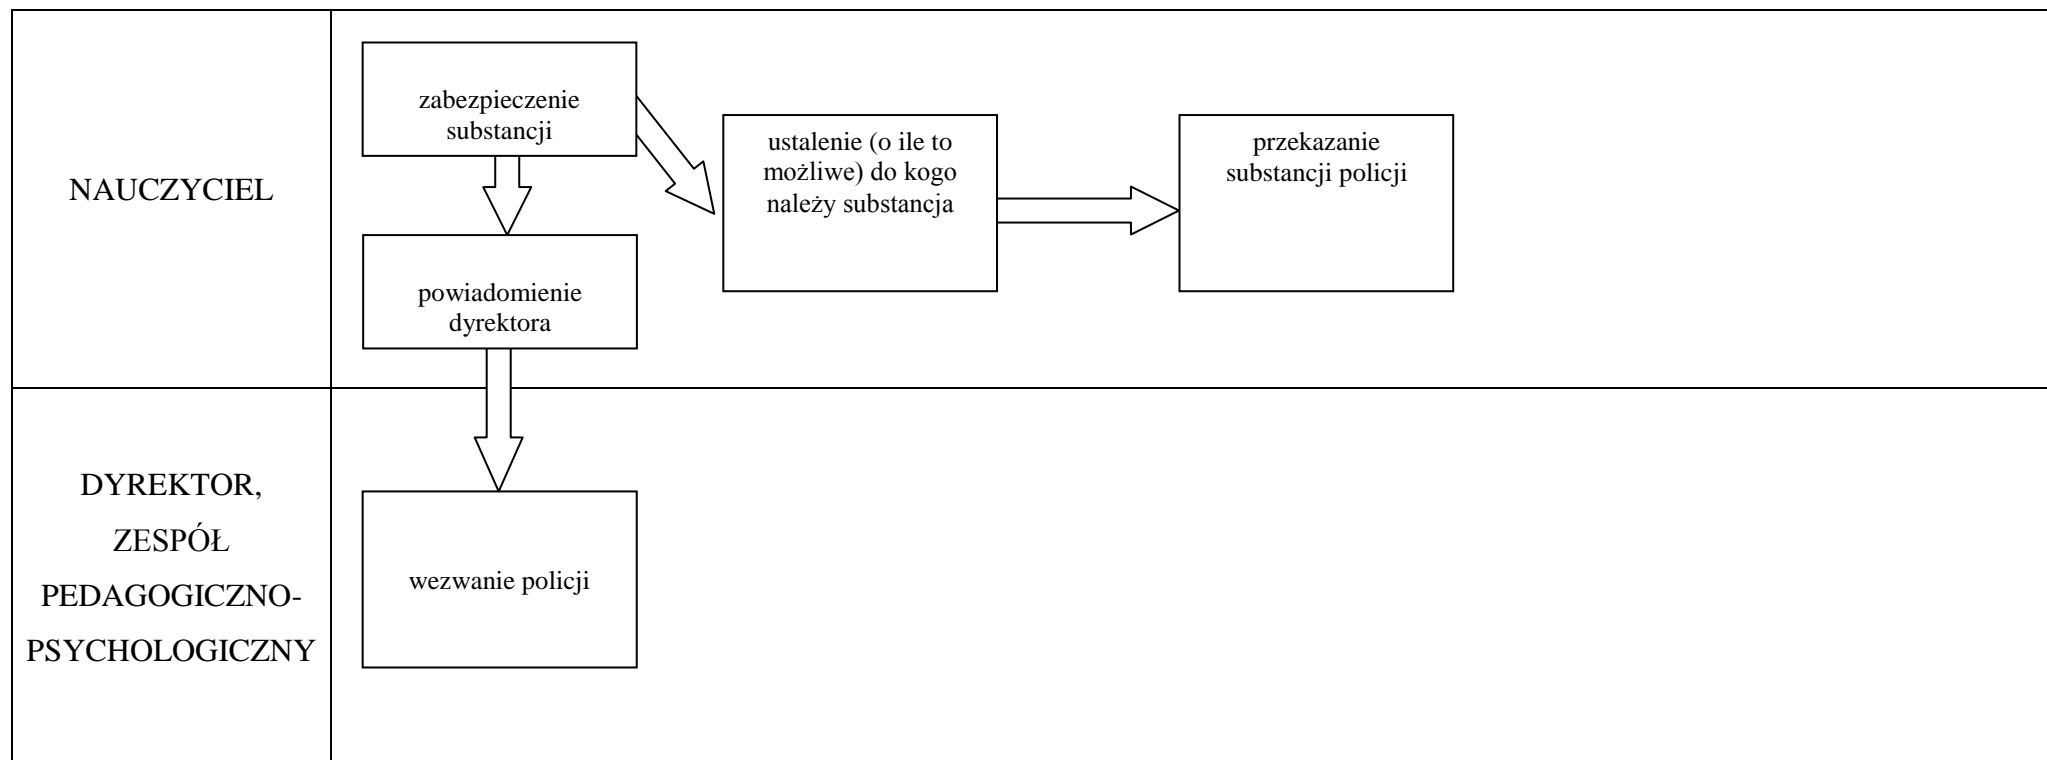 NAUCZYCIEL
zabezpieczenie
substancji
ustalenie (o ile to
możliwe) do kogo
należy substancja
przekazanie
substancji policji
powiadomienie
dyrektora
DYREKTOR,
ZESPÓŁ
PEDAGOGICZNO-
PSYCHOLOGICZNY
wezwanie policji